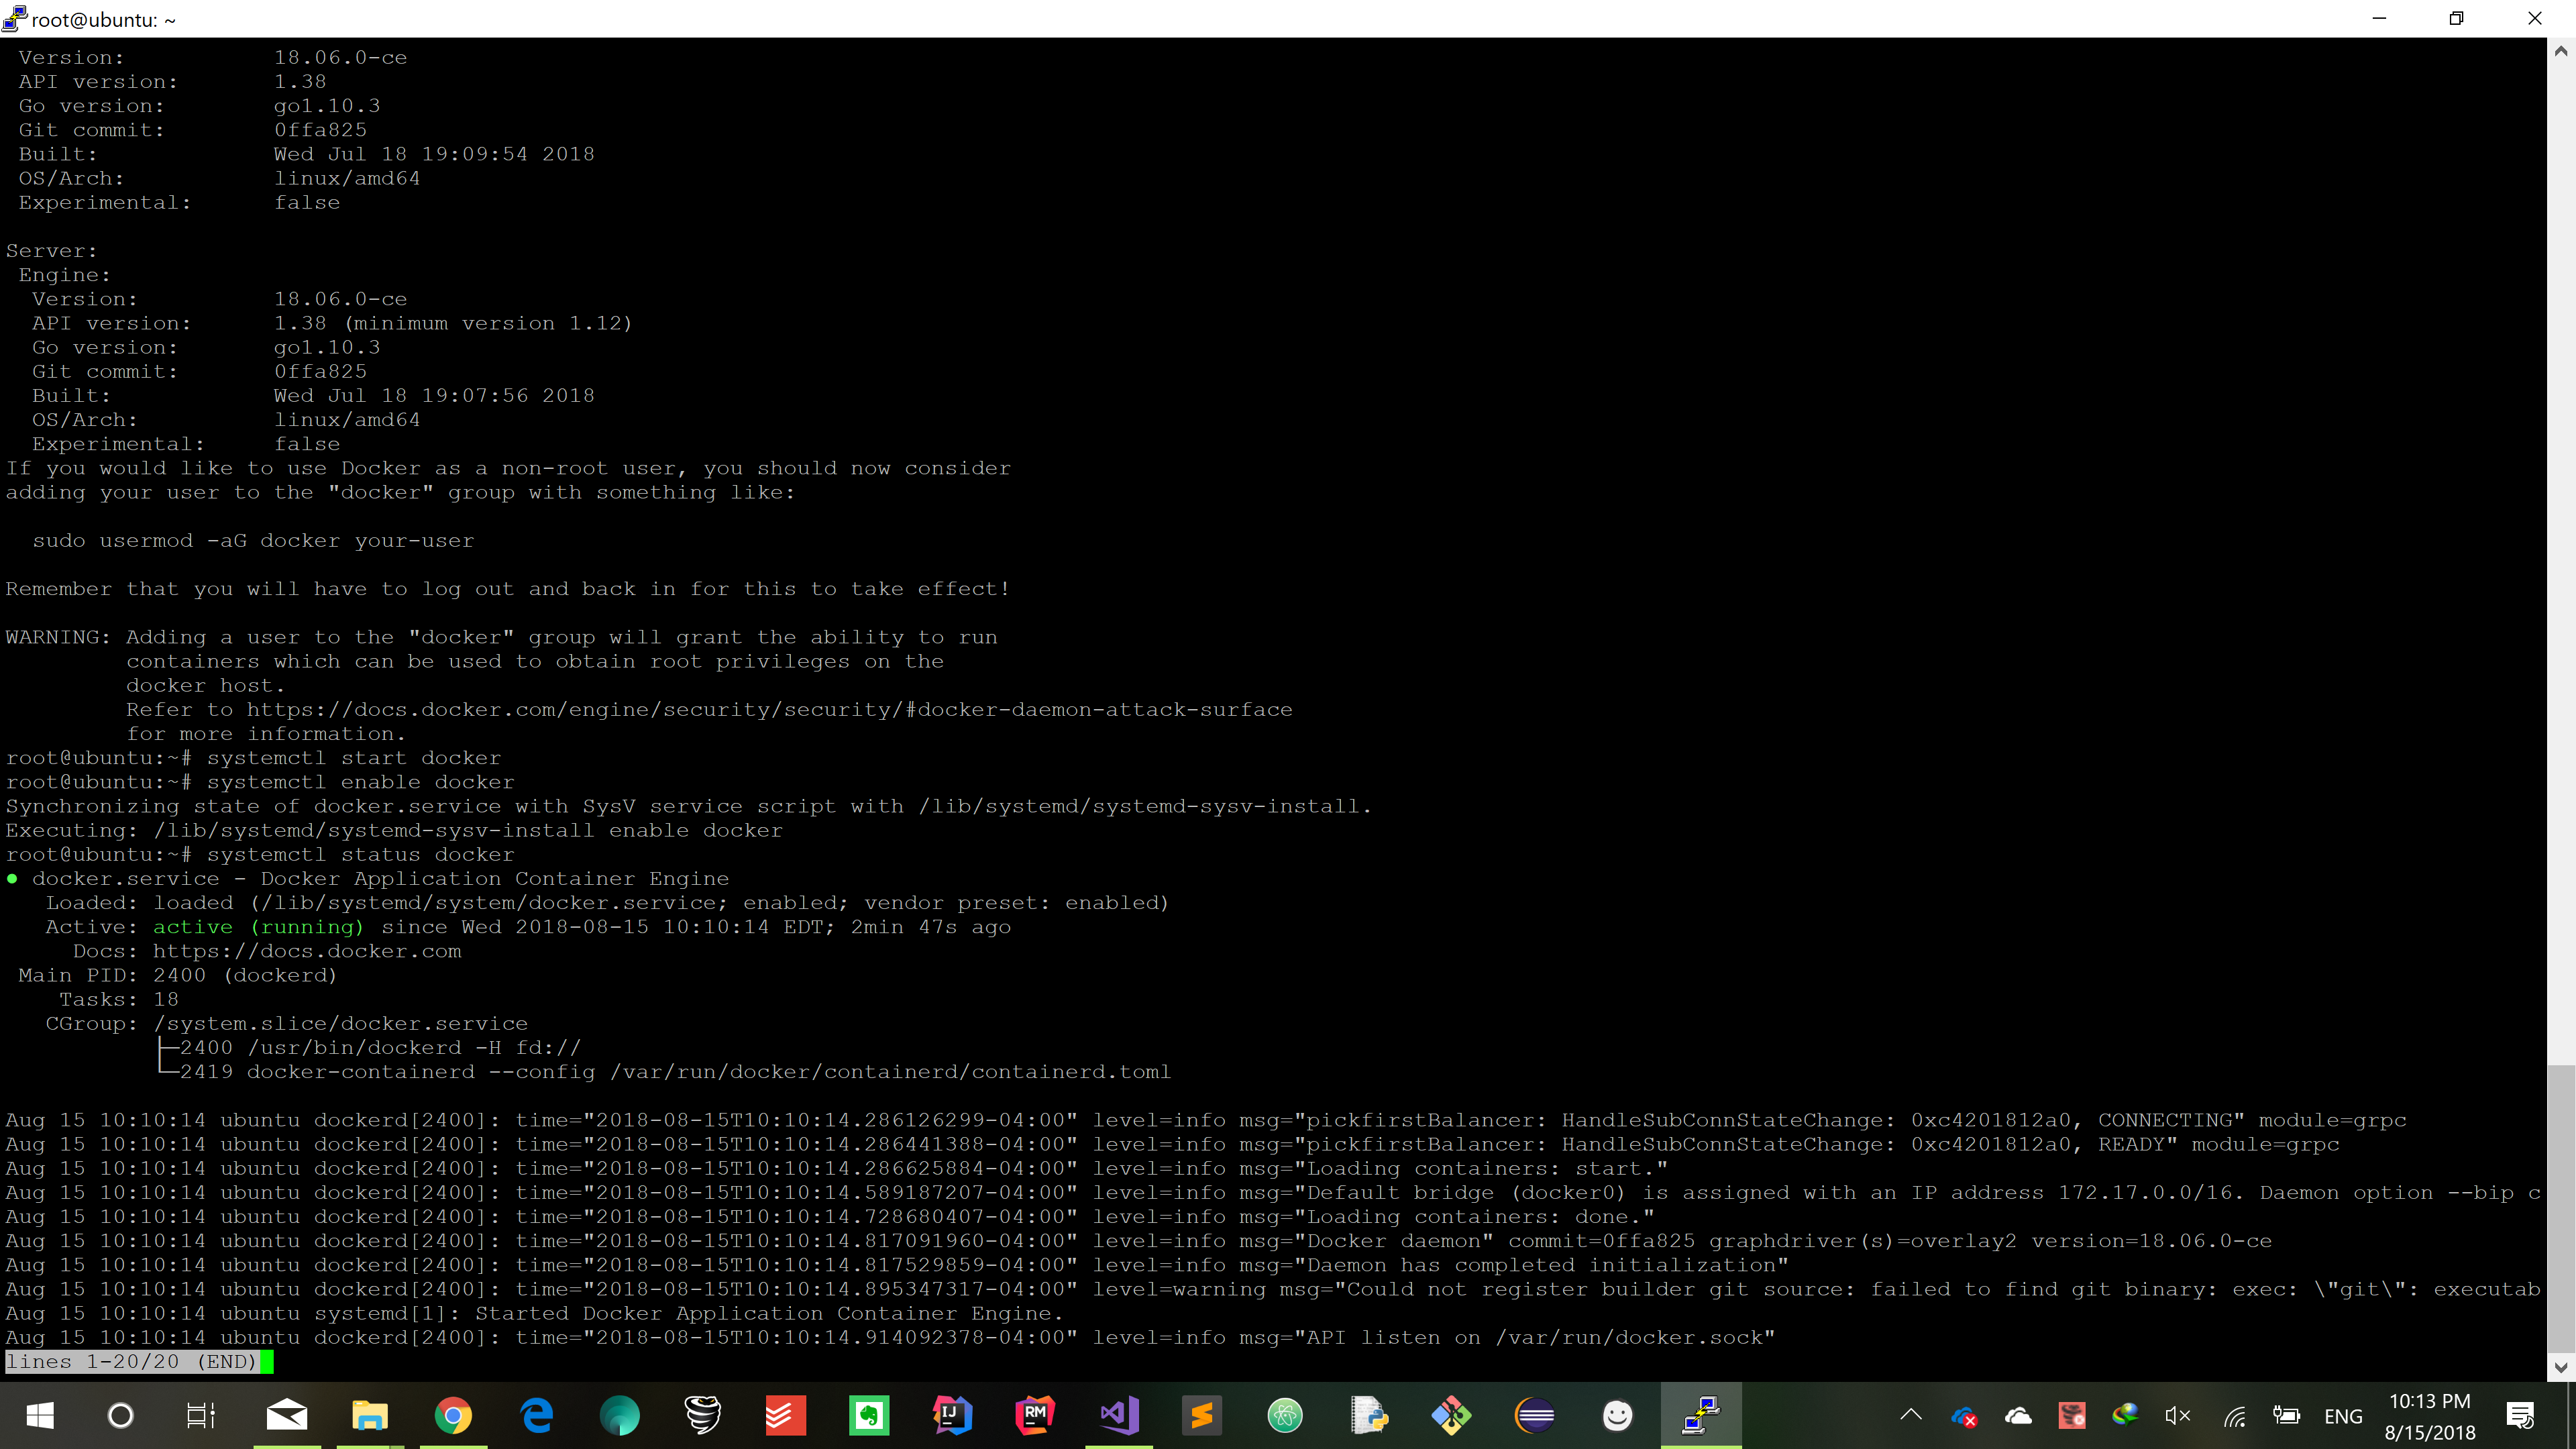 root@ubuntu: ~
Version: 18.06.0-ce
API version: 1.38
Go version: go1.10.3
Git commit: 0ffa825
Built: Wed Jul 18 19:09:54 2018
OS/Arch: linux/amd64
Experimental: false
Server:
Engine:
Version: 18.06.0-ce
API version: 1.38 (minimum version 1.12)
Go version: go1.10.3
Git commit: 0ffa825
Built: Wed Jul 18 19:07:56 2018
OS/Arch: linux/amd64
Experimental: false
If you would like to use Docker as a non-root user, you should now consider
adding your user to the "docker" group with something like:
sudo usermod -aG docker your-user
Remember that you will have to log out and back in for this to take effect!
WARNING: Adding a user to the "docker" group will grant the ability to run
containers which can be used to obtain root privileges on the
docker host.
Refer to https://docs.docker.com/engine/security/security/#docker-daemon-attack-surface
for more information.
root@ubuntu:~# systemctl start docker
root@ubuntu:~# systemctl enable docker
Synchronizing state of docker.service with SysV service script with /lib/systemd/systemd-sysv-install.
Executing: /lib/systemd/systemd-sysv-install enable docker
root@ubuntu:~# systemctl status docker
● docker.service - Docker Application Container Engine
Loaded: loaded (/lib/systemd/system/docker.service; enabled; vendor preset: enabled)
Active: active (running) since Wed 2018-08-15 10:10:14 EDT; 2min 47s ago
Docs: https://docs.docker.com
Main PID: 2400 (dockerd)
Tasks: 18
CGroup: /system.slice/docker.service
├─2400 /usr/bin/dockerd -H fd://
└─2419 docker-containerd --config /var/run/docker/containerd/containerd.toml
Aug 15 10:10:14 ubuntu dockerd[2400]: time="2018-08-15T10:10:14.286126299-04:00" level=info msg="pickfirstBalancer: HandleSubConnStateChange: 0xc4201812a0, CONNECTING" module=grpc
Aug 15 10:10:14 ubuntu dockerd[2400]: time="2018-08-15T10:10:14.286441388-04:00" level=info msg="pickfirstBalancer: HandleSubConnStateChange: 0xc4201812a0, READY" module=grpc
Aug 15 10:10:14 ubuntu dockerd[2400]: time="2018-08-15T10:10:14.286625884-04:00" level=info msg="Loading containers: start."
Aug 15 10:10:14 ubuntu dockerd[2400]: time="2018-08-15T10:10:14.589187207-04:00" level=info msg="Default bridge (docker0) is assigned with an IP address 172.17.0.0/16. Daemon option --bip c
Aug 15 10:10:14 ubuntu dockerd[2400]: time="2018-08-15T10:10:14.728680407-04:00" level=info msg="Loading containers: done."
Aug 15 10:10:14 ubuntu dockerd[2400]: time="2018-08-15T10:10:14.817091960-04:00" level=info msg="Docker daemon" commit=0ffa825 graphdriver(s)=overlay2 version=18.06.0-ce
Aug 15 10:10:14 ubuntu dockerd[2400]: time="2018-08-15T10:10:14.817529859-04:00" level=info msg="Daemon has completed initialization"
Aug 15 10:10:14 ubuntu dockerd[2400]: time="2018-08-15T10:10:14.895347317-04:00" level=warning msg="Could not register builder git source: failed to find git binary: exec: \"git\": executab
Aug 15 10:10:14 ubuntu systemd[1]: Started Docker Application Container Engine.
Aug 15 10:10:14 ubuntu dockerd[2400]: time="2018-08-15T10:10:14.914092378-04:00" level=info msg="API listen on /var/run/docker.sock"
lines 1-20/20 (END)
IJ
RM
ENG
10:13 PM
8/15/2018